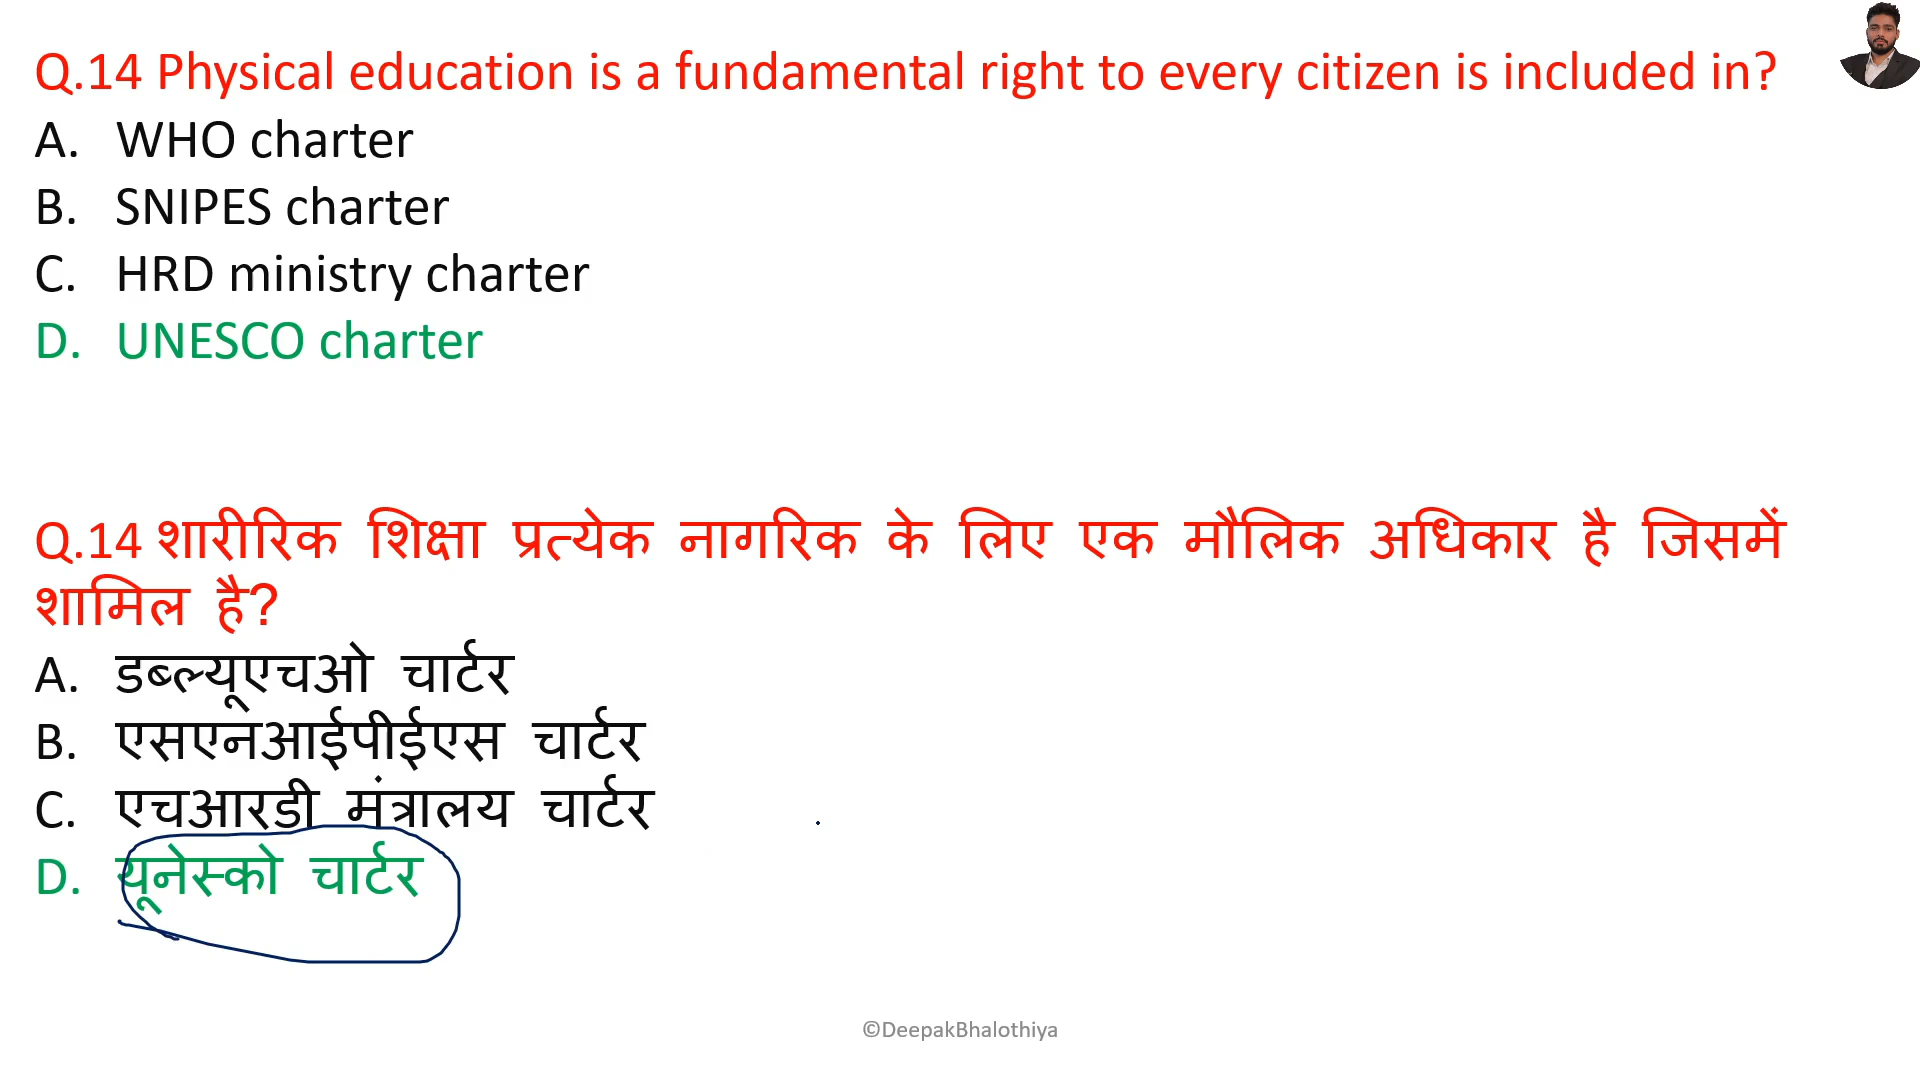 Q.14 Physical education is a fundamental right to every citizen is included in?
A. WHO charter
B. SNIPES charter
C. HRD ministry charter
D. UNESCO charter
Q.14 शारीरिक शिक्षा प्रत्येक नागरिक के लिए एक मौलिक अधिकार है जिसमें
शामिल है?
A. डब्ल्यूएचओ चार्टर
B. एसएनआईपीईएस चार्टर
C. एचआरडी मंत्रालय चार्टर
D. यूनेस्को चार्टर
©DeepakBhalothiya